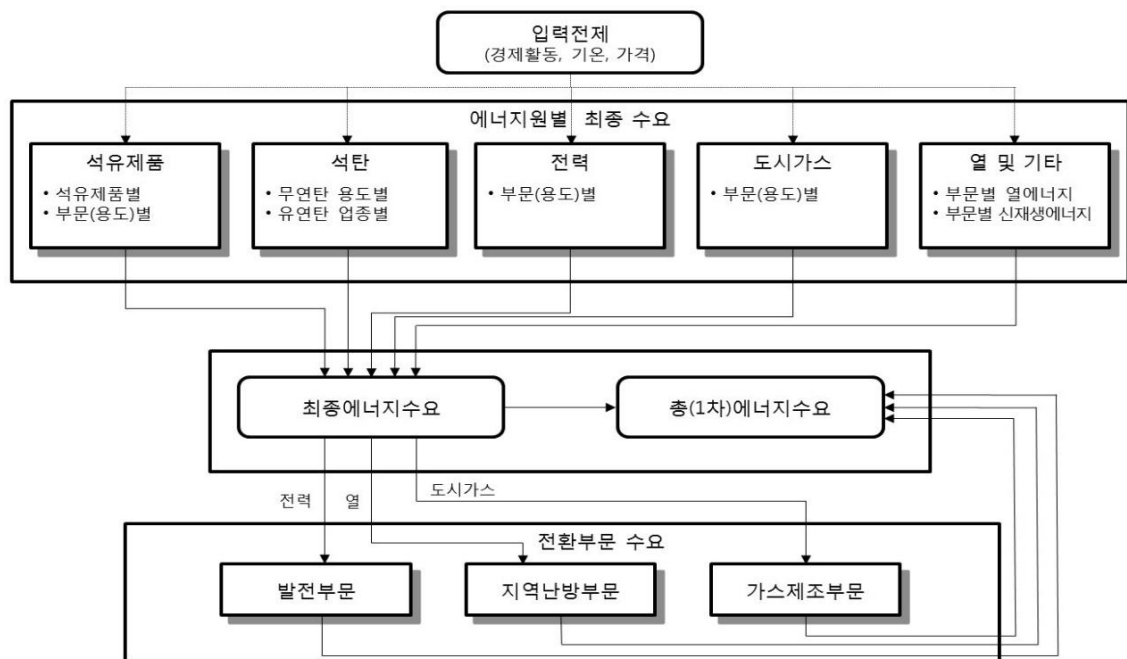 입력전제
(경제활동, 기온, 가격)
에너지원별 최종 수요
석유제품
• 석유제품별
• 부문(용도)별
석탄
• 무연탄 용도별
• 유연탄 업종별
전력
• 부문(용도)별
도시가스
• 부문(용도)별
열 및 기타
• 부문별 열에너지
• 부문별 신재생에너지
최종에너지수요
총(1차)에너지수요
전력
열
도시가스
전환부문 수요
발전부문
지역난방부문
가스제조부문